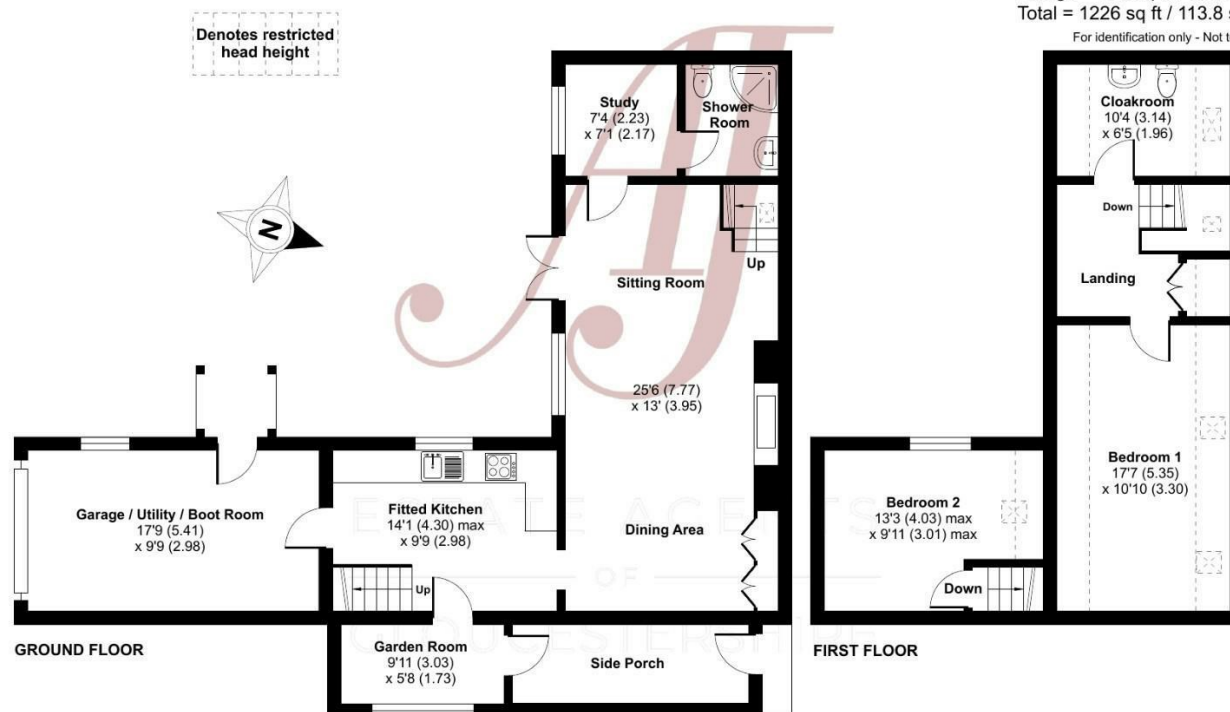 Total = 1226 sq ft / 113.8
For identification only - Not
Denotes restricted
head height
N
AJ
ESTATE AGENTS
OF
GLOUCESTERSHIRE
Study
7'4 (2.23)
x 7'1 (2.17)
Shower
Room
Up
Sitting Room
25'6 (7.77)
x 13' (3.95)
Dining Area
Garage / Utility / Boot Room
17'9 (5.41)
x 9'9 (2.98)
Fitted Kitchen
14'1 (4.30) max
x 9'9 (2.98)
Up
Garden Room
9'11 (3.03)
x 5'8 (1.73)
Side Porch
GROUND FLOOR
Cloakroom
10'4 (3.14)
x 6'5 (1.96)
Down
Landing
Bedroom 1
17'7 (5.35)
x 10'10 (3.30)
Bedroom 2
13'3 (4.03) max
x 9'11 (3.01) max
Down
FIRST FLOOR